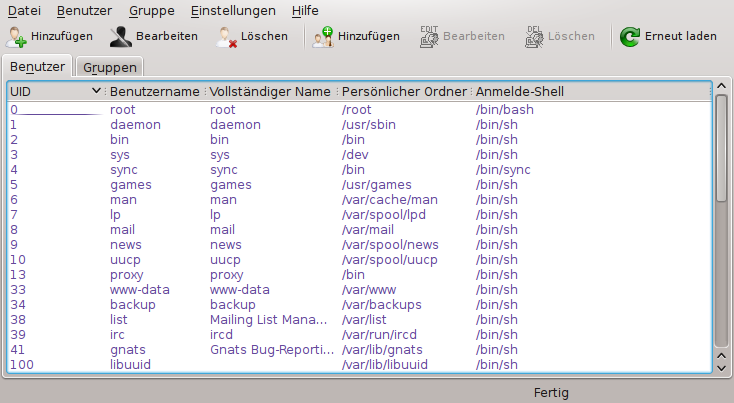 Datei Benutzer Gruppe Einstellungen Hilfe
Hinzufügen Bearbeiten Löschen Hinzufügen EDIT Bearbeiten DEL Löschen Erneut laden
Benutzer Gruppen
UID Benutzername Vollständiger Name Persönlicher Ordner Anmelde-Shell
0 root root /root /bin/bash
1 daemon daemon /usr/sbin /bin/sh
2 bin bin /bin /bin/sh
3 sys sys /dev /bin/sh
4 sync sync /bin /bin/sync
5 games games /usr/games /bin/sh
6 man man /var/cache/man /bin/sh
7 lp lp /var/spool/lpd /bin/sh
8 mail mail /var/mail /bin/sh
9 news news /var/spool/news /bin/sh
10 uucp uucp /var/spool/uucp /bin/sh
13 proxy proxy /bin /bin/sh
33 www-data www-data /var/www /bin/sh
34 backup backup /var/backups /bin/sh
38 list Mailing List Mana... /var/list /bin/sh
39 irc ircd /var/run/ircd /bin/sh
41 gnats Gnats Bug-Reporti... /var/lib/gnats /bin/sh
100 libuuid /var/lib/libuuid /bin/sh
Fertig